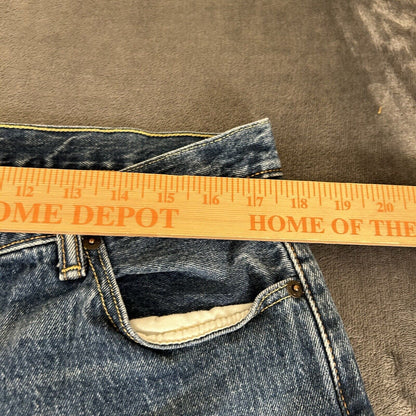 12 13 14 15 16 17 18 19 20
OME DEPOT HOME OF THE